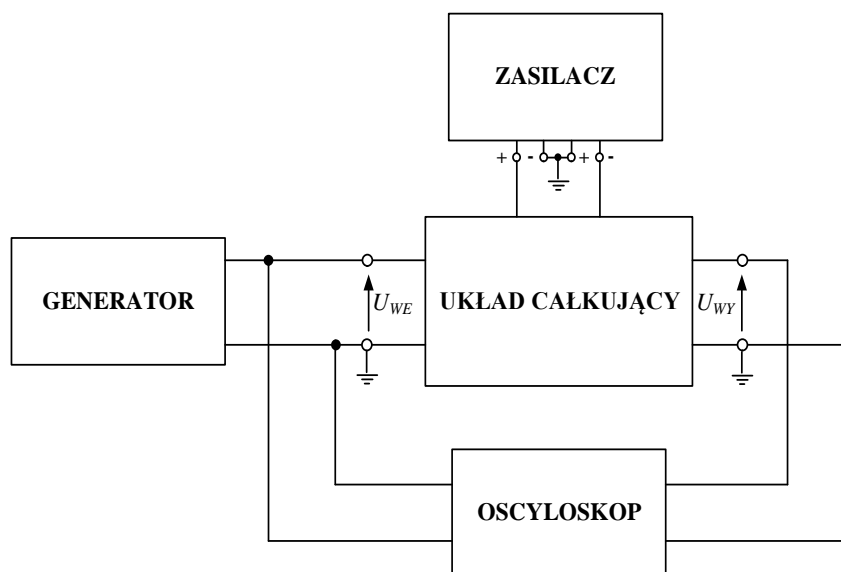 ZASILACZ
+ - + -
GENERATOR
U_WE
UKŁAD CAŁKUJĄCY
U_WY
OSCYLOSKOP